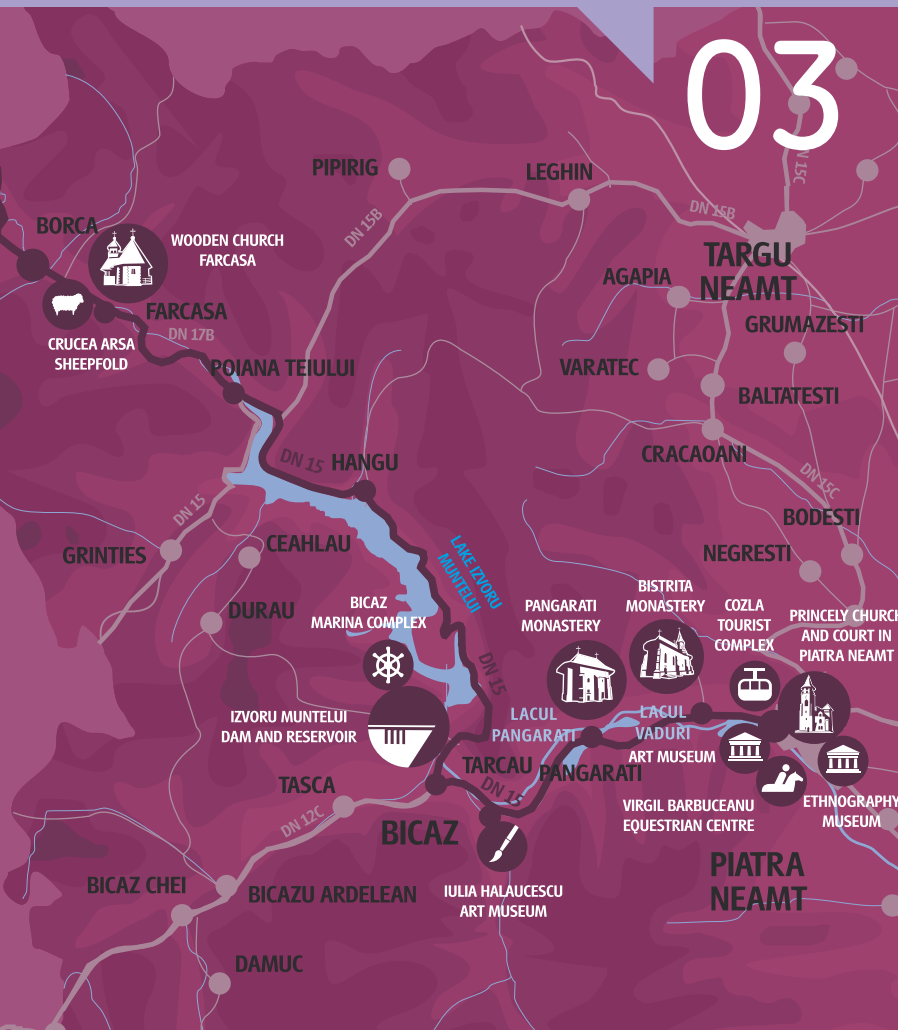 03
DN 15C
PIPIRIG
LEGHIN
DN 15B
DN 15B
BORCA
WOODEN CHURCH
FARCASA
TARGU
NEAMT
AGAPIA
CRUCEA ARSA
SHEEPFOLD
FARCASA
DN 17B
GRUMAZESTI
POIANA TEIULUI
VARATEC
BALTATESTI
CRACAOANI
DN 15
HANGU
DN 15C
DN 15
BODESTI
GRINTIES
CEAHLAU
NEGRESTI
LAKE IZVORU
MUNTELUI
DURAU
BICAZ
MARINA COMPLEX
PANGARATI
MONASTERY
BISTRITA
MONASTERY
COZLA
TOURIST
COMPLEX
PRINCELY CHURCH
AND COURT IN
PIATRA NEAMT
DN 15
IZVORU MUNTELUI
DAM AND RESERVOIR
LACUL
PANGARATI
LACUL
VADURI
ART MUSEUM
TARCAU
PANGARATI
TASCA
DN 15
DN 12C
BICAZ
VIRGIL BARBUCEANU
EQUESTRIAN CENTRE
ETHNOGRAPHY
MUSEUM
PIATRA
NEAMT
BICAZ CHEI
BICAZU ARDELEAN
IULIA HALAUCESCU
ART MUSEUM
DAMUC